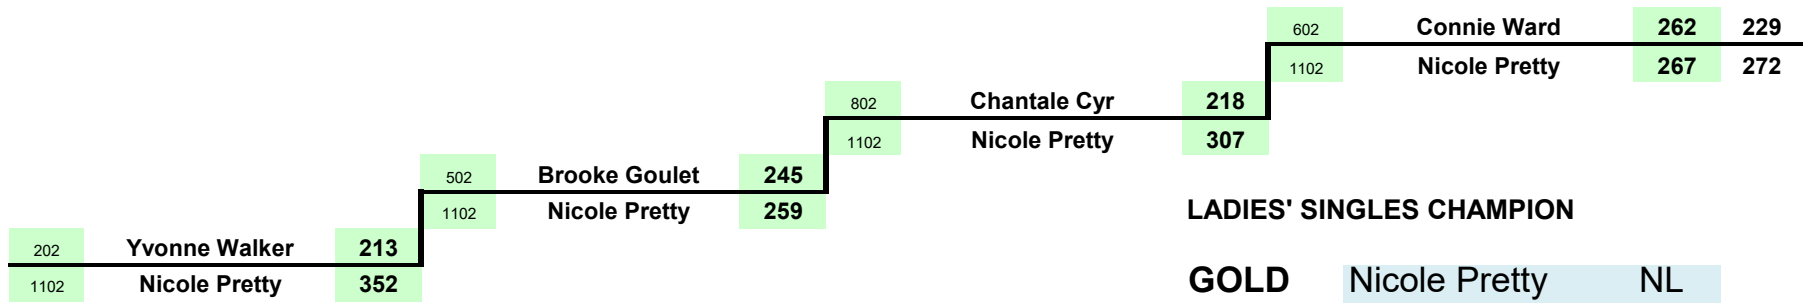 602 Connie Ward 262 229
1102 Nicole Pretty 267 272
802 Chantale Cyr 218
1102 Nicole Pretty 307
502 Brooke Goulet 245
1102 Nicole Pretty 259
LADIES' SINGLES CHAMPION
202 Yvonne Walker 213
1102 Nicole Pretty 352
GOLD Nicole Pretty NL